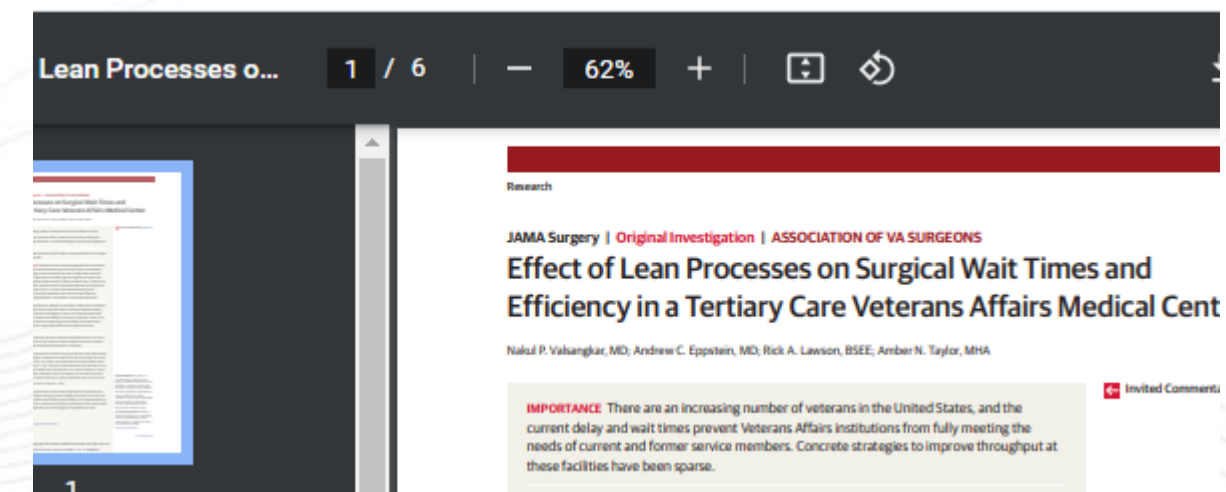 Lean Processes o... 1 / 6 62%
Research
JAMA Surgery | Original Investigation | ASSOCIATION OF VA SURGEONS
Effect of Lean Processes on Surgical Wait Times and
Efficiency in a Tertiary Care Veterans Affairs Medical Cent
Nakul P. Valsangkar, MD; Andrew C. Eppstein, MD; Rick A. Lawson, BSEE; Amber N. Taylor, MHA
Invited Commenta
IMPORTANCE There are an increasing number of veterans in the United States, and the
current delay and wait times prevent Veterans Affairs institutions from fully meeting the
needs of current and former service members. Concrete strategies to improve throughput at
these facilities have been sparse.
1